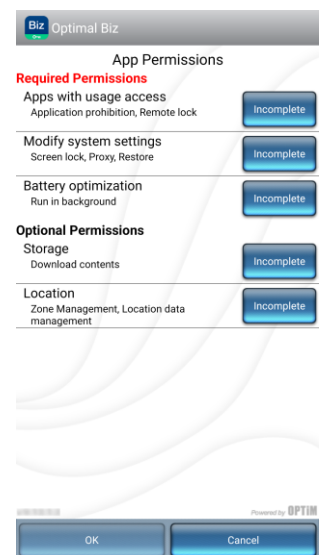 Biz
Optimal Biz
App Permissions
Required Permissions
Apps with usage access
Application prohibition, Remote lock
Incomplete
Modify system settings
Screen lock, Proxy, Restore
Incomplete
Battery optimization
Run in background
Incomplete
Optional Permissions
Storage
Download contents
Incomplete
Location
Zone Management, Location data
management
Incomplete
Powered by OPTiM
OK
Cancel